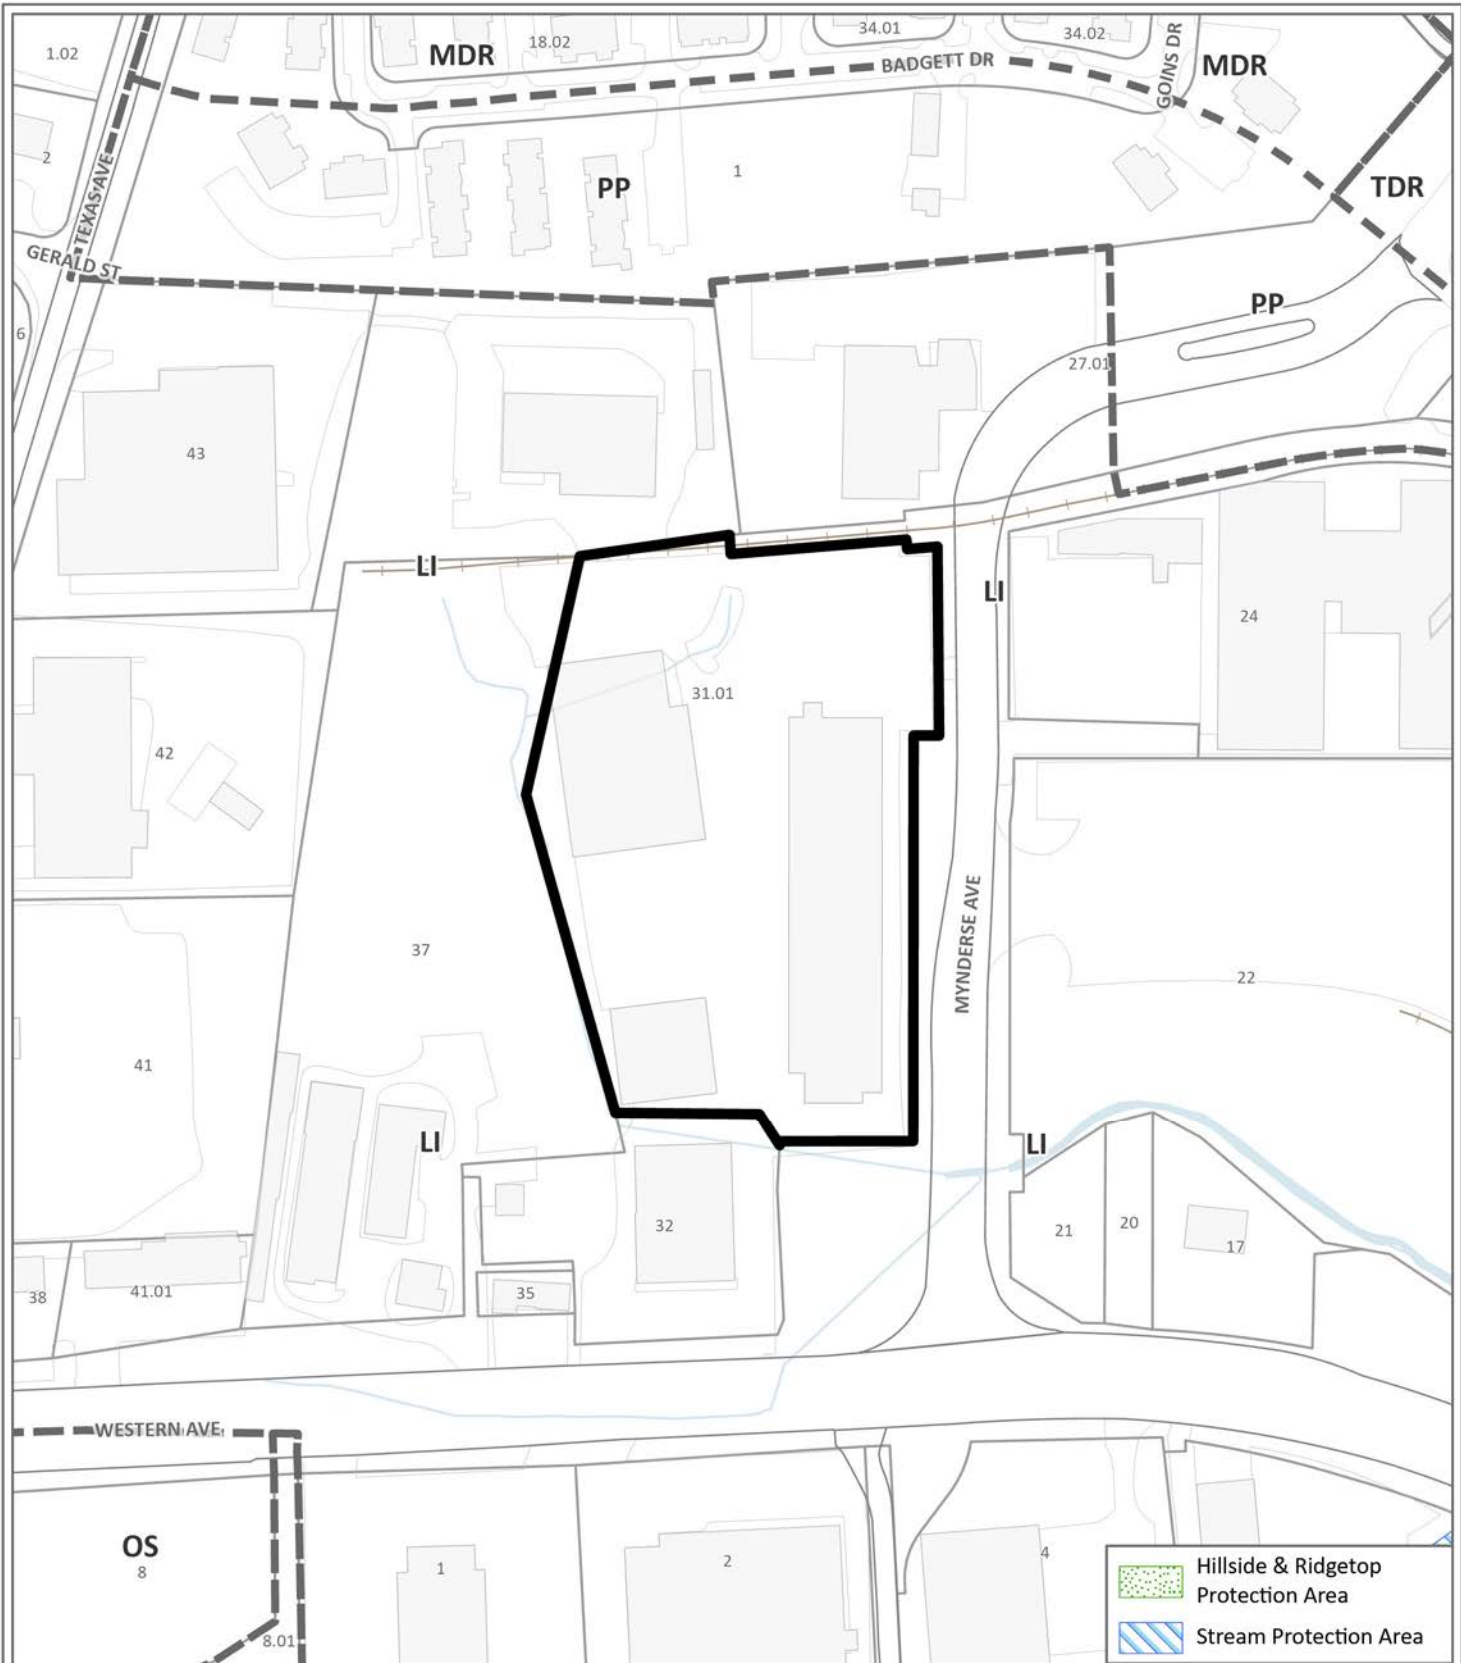 1.02
MDR
18.02
34.01
34.02
GOINS DR
MDR
BADGETT DR
2
TEXAS AVE
1
PP
TDR
GERALD ST
PP
6
27.01
43
LI
LI
24
31.01
42
37
MYNDERSE AVE
22
41
LI
LI
32
21
20
17
38
41.01
35
WESTERN AVE
OS
8
1
2
4
8.01
Hillside & Ridgetop
Protection Area
Stream Protection Area